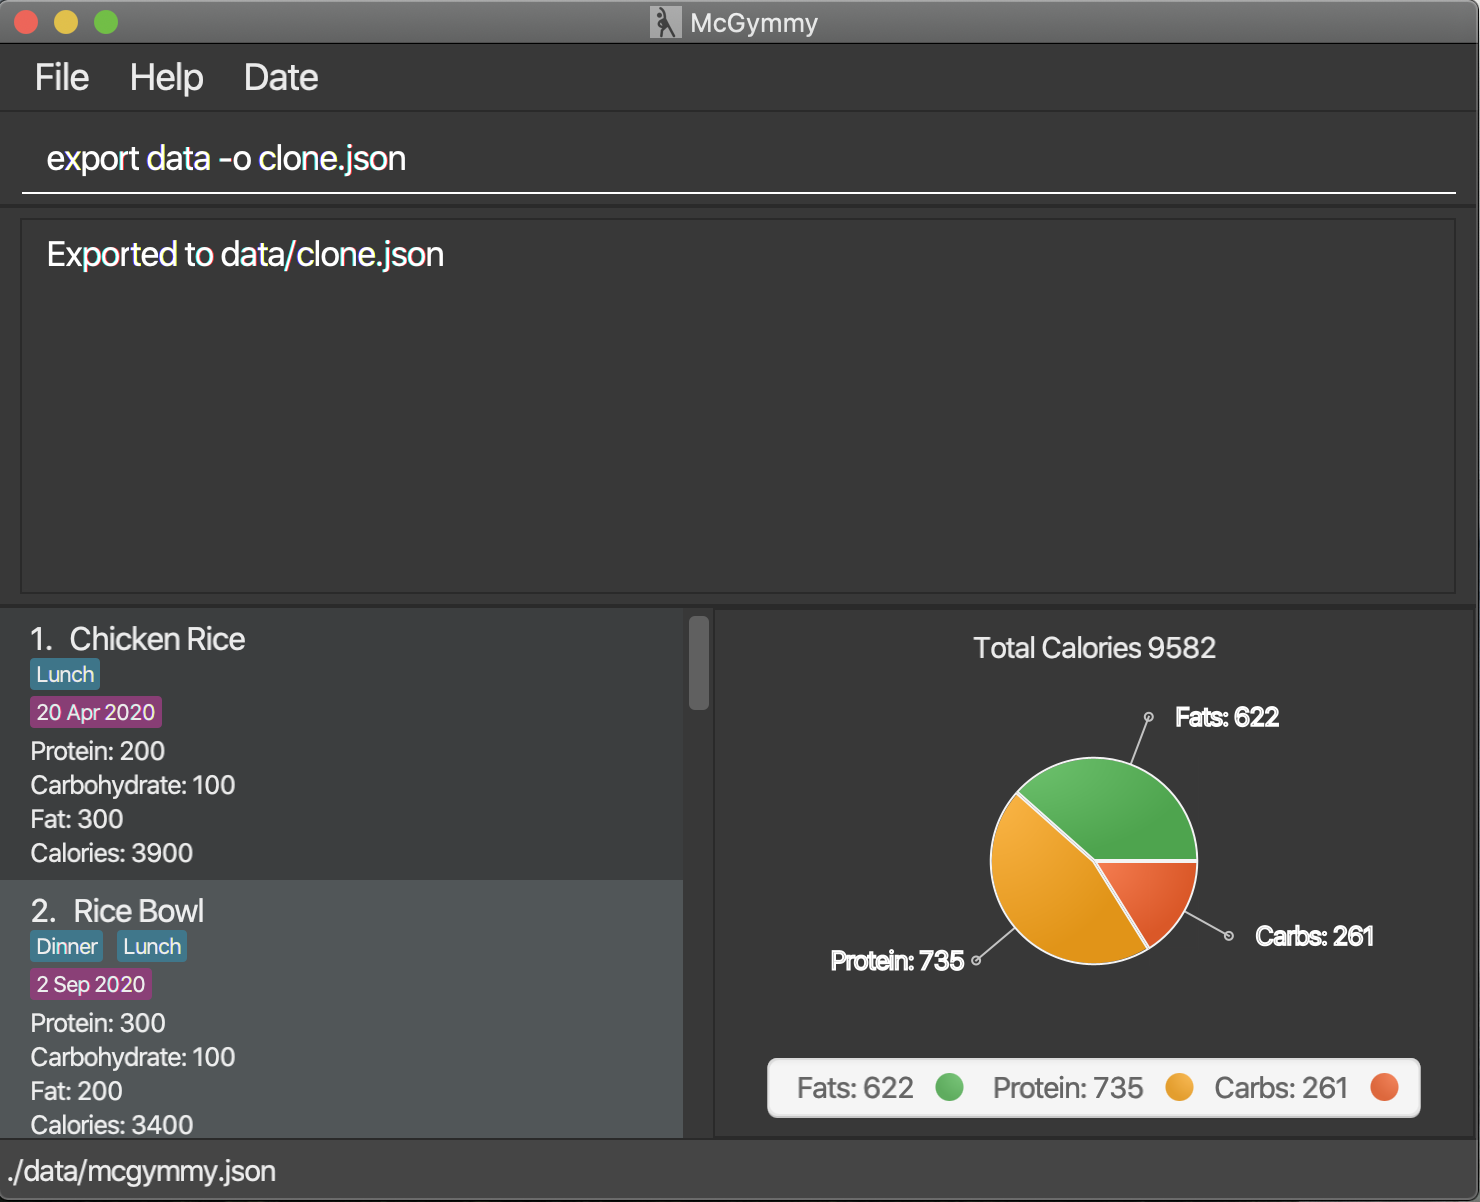 McGymmy
File Help Date
export data -o clone.json
Exported to data/clone.json
1. Chicken Rice
Lunch
20 Apr 2020
Protein: 200
Carbohydrate: 100
Fat: 300
Calories: 3900
2. Rice Bowl
Dinner Lunch
2 Sep 2020
Protein: 300
Carbohydrate: 100
Fat: 200
Calories: 3400
Total Calories 9582
Fats: 622
Carbs: 261
Protein: 735
Fats: 622 Protein: 735 Carbs: 261
./data/mcgymmy.json